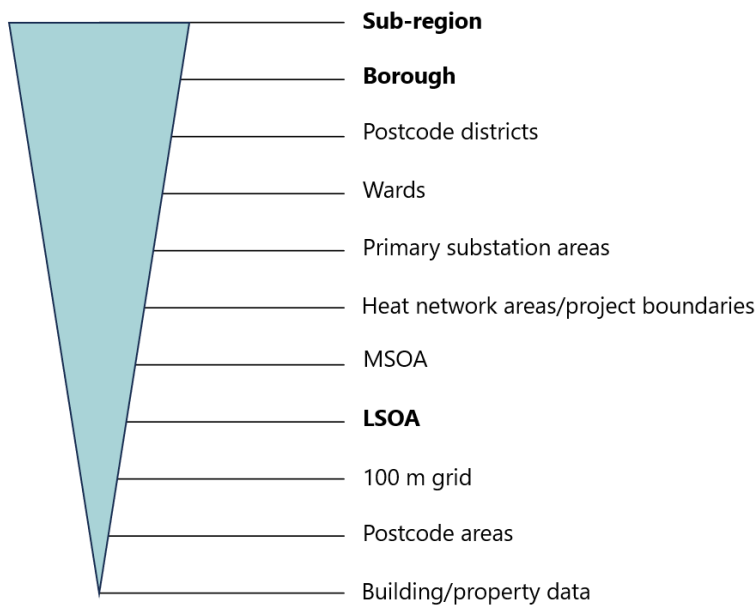 Sub-region
Borough
Postcode districts
Wards
Primary substation areas
Heat network areas/project boundaries
MSOA
LSOA
100 m grid
Postcode areas
Building/property data